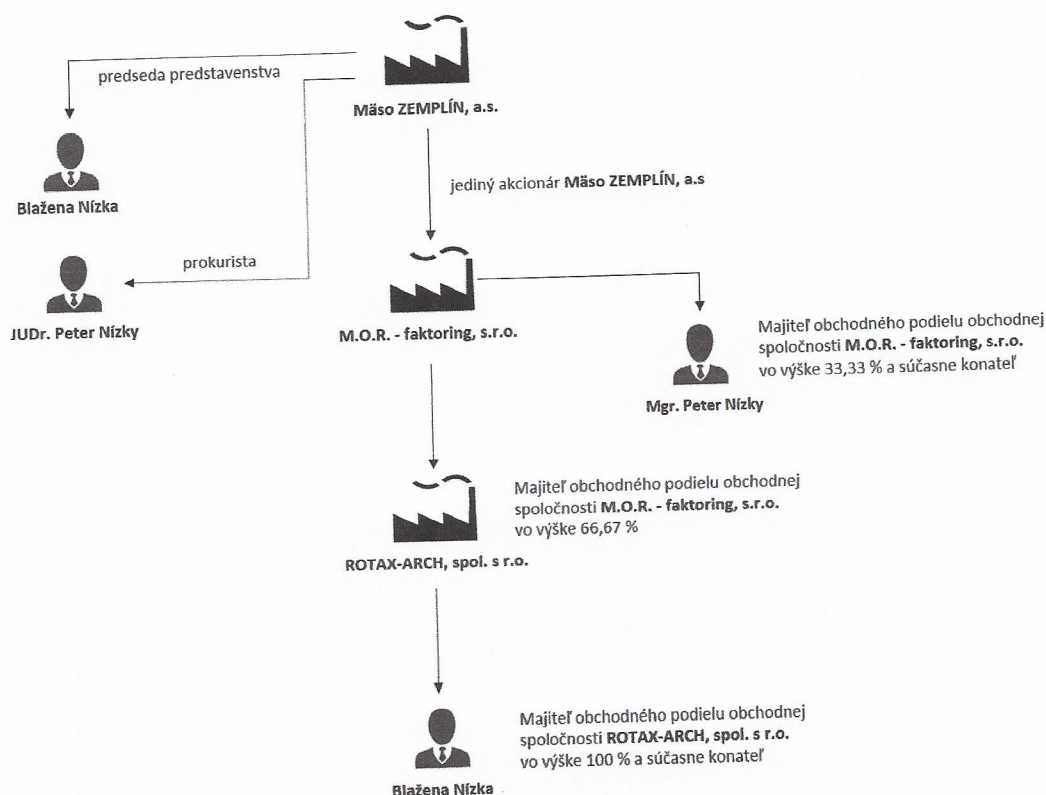 predseda predstavenstva
Mäso ZEMPLÍN, a.s.
Blažena Nízka
jediný akcionár Mäso ZEMPLÍN, a.s
prokurista
JUDr. Peter Nízky
M.O.R. - faktoring, s.r.o.
Majiteľ obchodného podielu obchodnej
spoločnosti M.O.R. - faktoring, s.r.o.
vo výške 33,33 % a súčasne konateľ
Mgr. Peter Nízky
Majiteľ obchodného podielu obchodnej
spoločnosti M.O.R. - faktoring, s.r.o.
vo výške 66,67 %
ROTAX-ARCH, spol. s r.o.
Majiteľ obchodného podielu obchodnej
spoločnosti ROTAX-ARCH, spol. s r.o.
vo výške 100 % a súčasne konateľ
Blažena Nízka